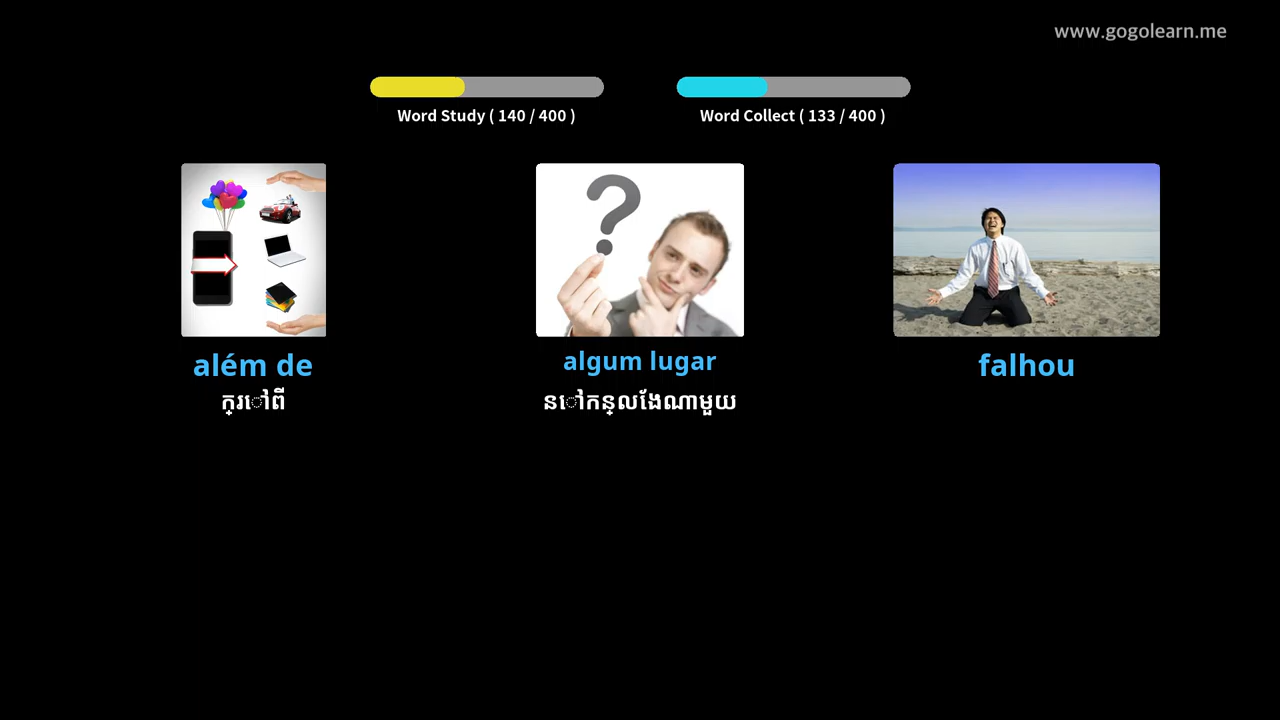 www.gogolearn.me
Word Study ( 140 / 400 )
Word Collect ( 133 / 400 )
além de
algum lugar
falhou
ក្រៅពី
នៅកន្លែងណាមួយ